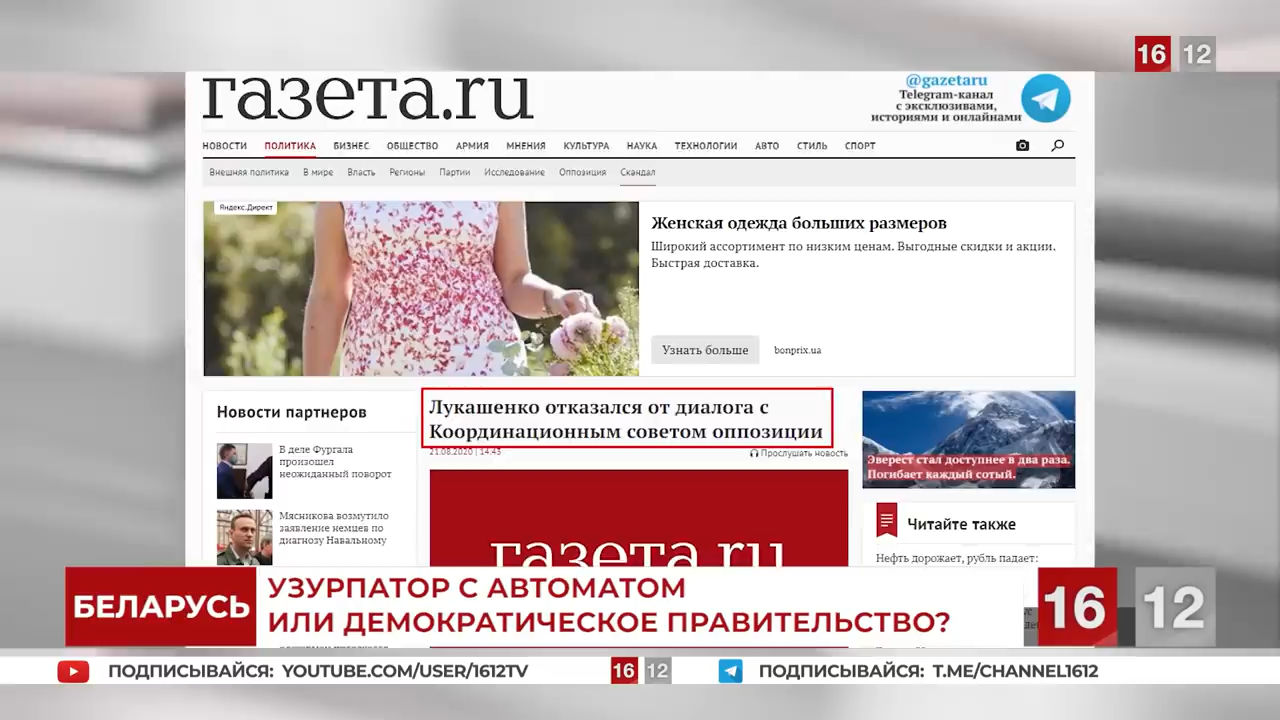 16 12
газета.ru
@gazetaru
Telegram-канал
с эксклюзивами,
историями и онлайнами
НОВОСТИ ПОЛИТИКА БИЗНЕС ОБЩЕСТВО АРМИЯ МНЕНИЯ КУЛЬТУРА НАУКА ТЕХНОЛОГИИ АВТО СТИЛЬ СПОРТ
Внешняя политика В мире Власть Регионы Партии Исследование Оппозиция Скандал
Яндекс.Директ
Женская одежда больших размеров
Широкий ассортимент по низким ценам. Выгодные скидки и акции.
Быстрая доставка.
Узнать больше bonprix.ua
Новости партнеров
В деле Фургала
произошел
неожиданный поворот
Мясникова возмутило
заявление немцев по
диагнозу Навальному
Лукашенко отказался от диалога с
Координационным советом оппозиции
21.08.2020 | 14:43
Прослушать новость
газета.ru
Эверест стал доступнее в два раза.
Погибает каждый сотый.
Читайте также
Нефть дорожает, рубль падает:
БЕЛАРУСЬ
УЗУРПАТОР С АВТОМАТОМ
ИЛИ ДЕМОКРАТИЧЕСКОЕ ПРАВИТЕЛЬСТВО?
16 12
ПОДПИСЫВАЙСЯ: YOUTUBE.COM/USER/1612TV
16 12
ПОДПИСЫВАЙСЯ: T.ME/CHANNEL1612